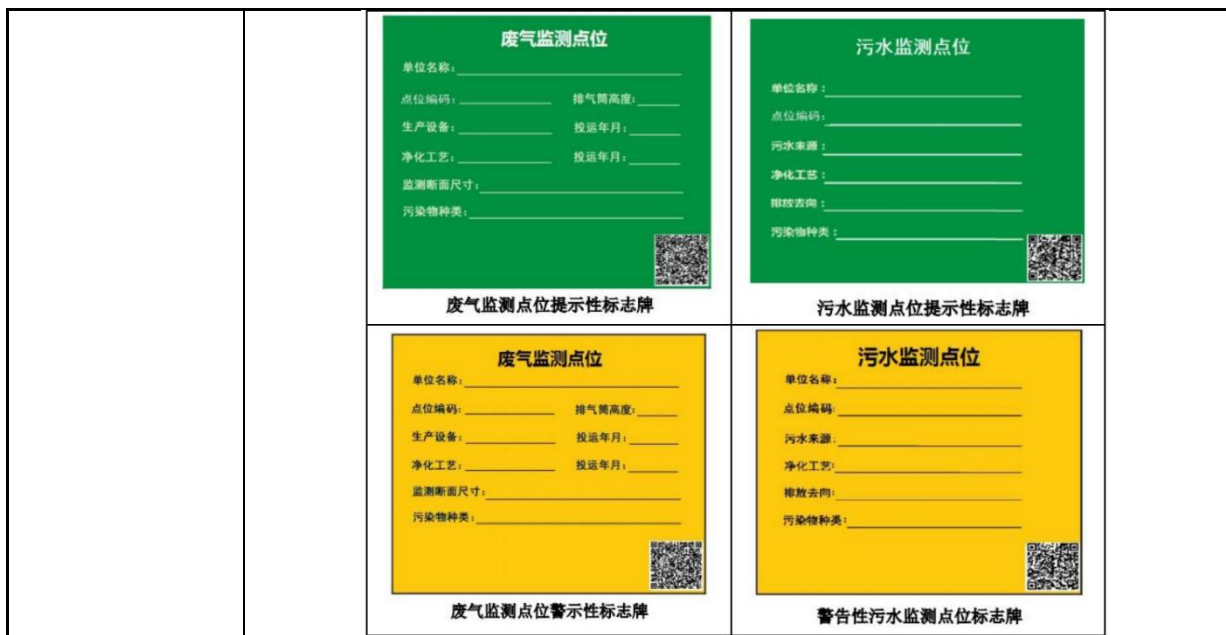 废气监测点位
单位名称：
点位编码： 排气筒高度：
生产设备： 投运年月：
净化工艺： 投运年月：
监测断面尺寸：
污染物种类：
废气监测点位提示性标志牌
污水监测点位
单位名称：
点位编码：
污水来源：
净化工艺：
排放去向：
污染物种类：
污水监测点位提示性标志牌
废气监测点位
单位名称：
点位编码： 排气筒高度：
生产设备： 投运年月：
净化工艺： 投运年月：
监测断面尺寸：
污染物种类：
废气监测点位警示性标志牌
污水监测点位
单位名称：
点位编码：
污水来源：
净化工艺：
排放去向：
污染物种类：
警告性污水监测点位标志牌